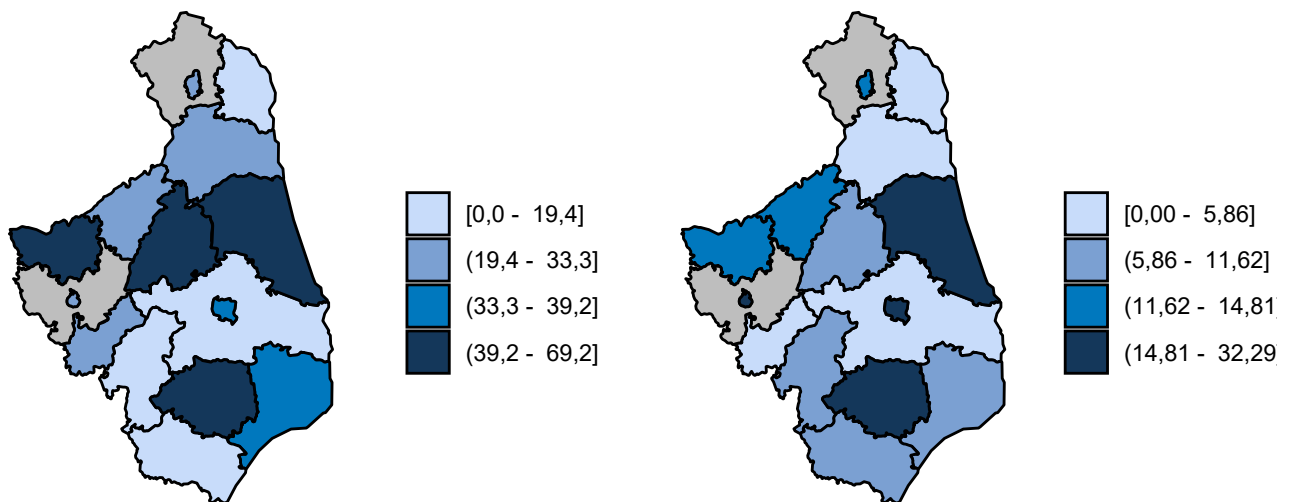 [0,0 - 19,4]
(19,4 - 33,3]
(33,3 - 39,2]
(39,2 - 69,2]
[0,00 - 5,86]
(5,86 - 11,62]
(11,62 - 14,81]
(14,81 - 32,29]